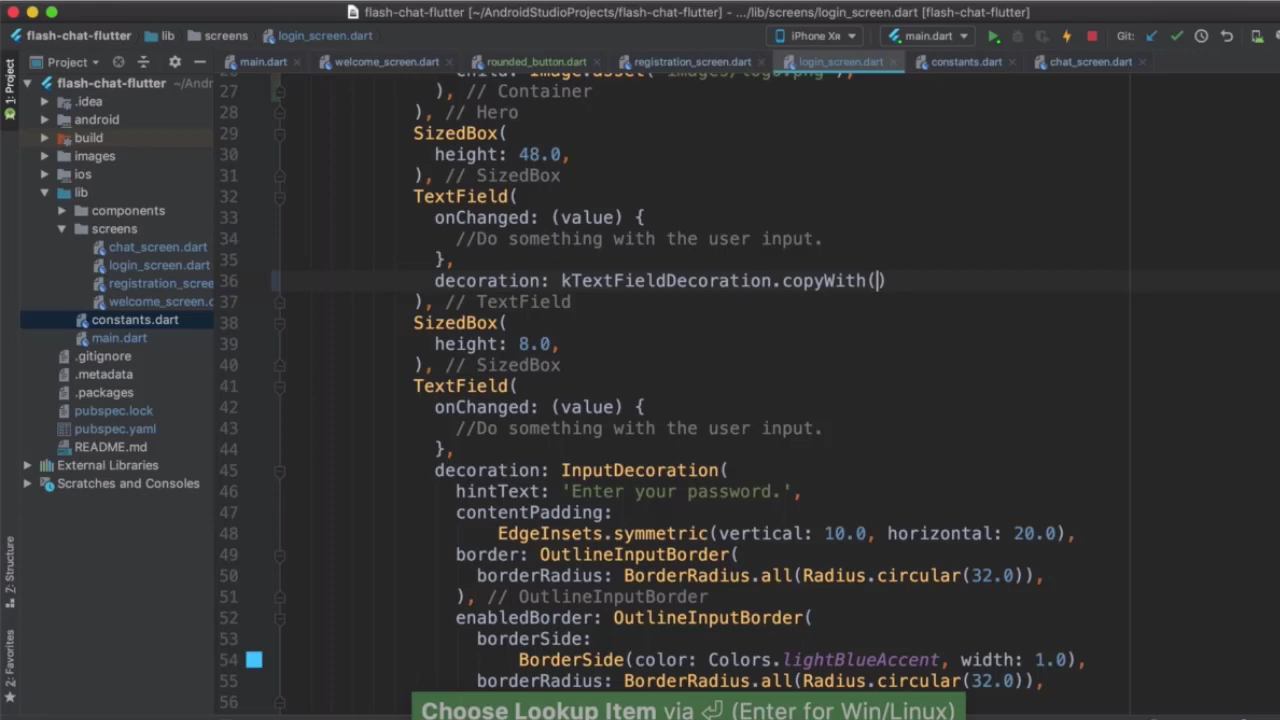 flash-chat-flutter [~/AndroidStudioProjects/flash-chat-flutter] - .../lib/screens/login_screen.dart [flash-chat-flutter]
flash-chat-flutter lib screens login_screen.dart iPhone Xʀ main.dart Git:
Project main.dart welcome_screen.dart rounded_button.dart registration_screen.dart login_screen.dart constants.dart chat_screen.dart
1: Project
flash-chat-flutter ~/Andr
.idea
android
build
images
ios
lib
components
screens
chat_screen.dart
login_screen.dart
registration_scree
welcome_screen.d
constants.dart
main.dart
.gitignore
.metadata
.packages
pubspec.lock
pubspec.yaml
README.md
External Libraries
Scratches and Consoles
7: Structure
2: Favorites
27 ), // Container
28 ), // Hero
29 SizedBox(
30 height: 48.0,
31 ), // SizedBox
32 TextField(
33 onChanged: (value) {
34 //Do something with the user input.
35 },
36 decoration: kTextFieldDecoration.copyWith()
37 ), // TextField
38 SizedBox(
39 height: 8.0,
40 ), // SizedBox
41 TextField(
42 onChanged: (value) {
43 //Do something with the user input.
44 },
45 decoration: InputDecoration(
46 hintText: 'Enter your password.',
47 contentPadding:
48 EdgeInsets.symmetric(vertical: 10.0, horizontal: 20.0),
49 border: OutlineInputBorder(
50 borderRadius: BorderRadius.all(Radius.circular(32.0)),
51 ), // OutlineInputBorder
52 enabledBorder: OutlineInputBorder(
53 borderSide:
54 BorderSide(color: Colors.lightBlueAccent, width: 1.0),
55 borderRadius: BorderRadius.all(Radius.circular(32.0)),
56
Choose Lookup Item via ⏎ (Enter for Win/Linux)